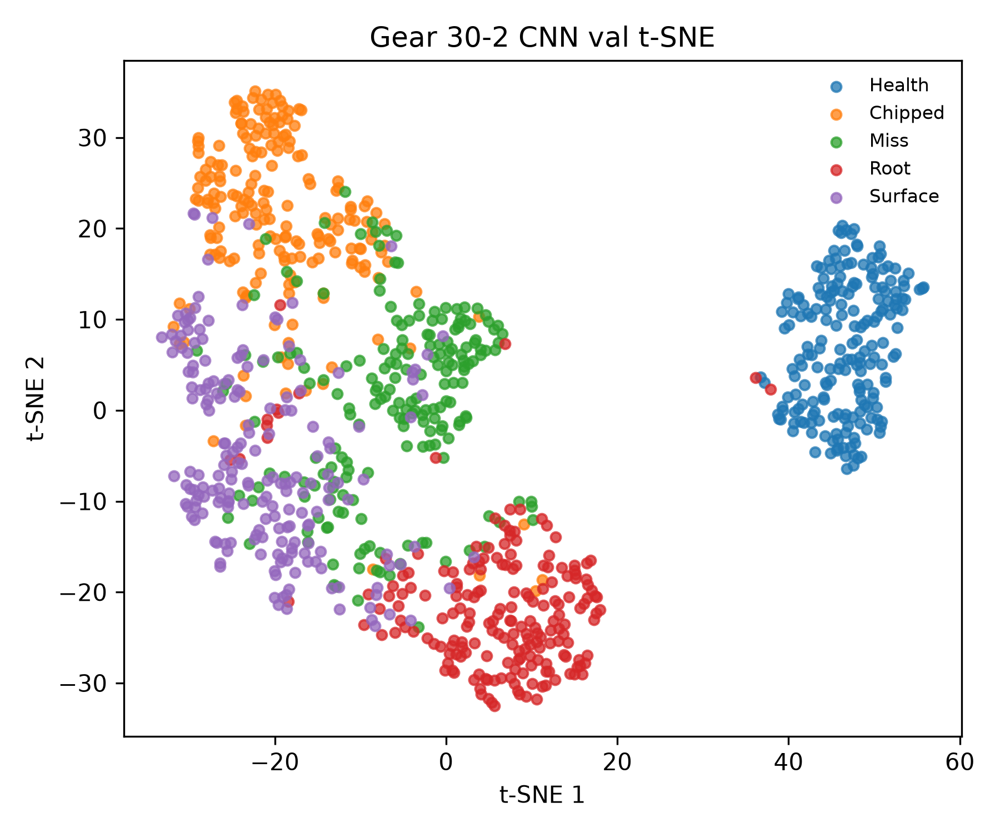 Gear 30-2 CNN val t-SNE
Health
Chipped
Miss
Root
Surface
30
20
10
0
−10
−20
−30
t-SNE 2
−20
0
20
40
60
t-SNE 1